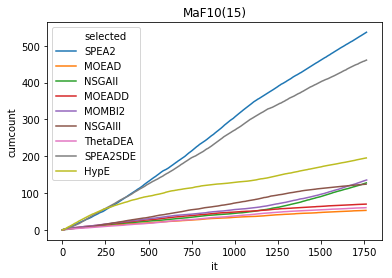 MaF10(15)
cumcount
500
400
300
200
100
0
selected
SPEA2
MOEAD
NSGAII
MOEADD
MOMBI2
NSGAIII
ThetaDEA
SPEA2SDE
HypE
0 250 500 750 1000 1250 1500 1750
it